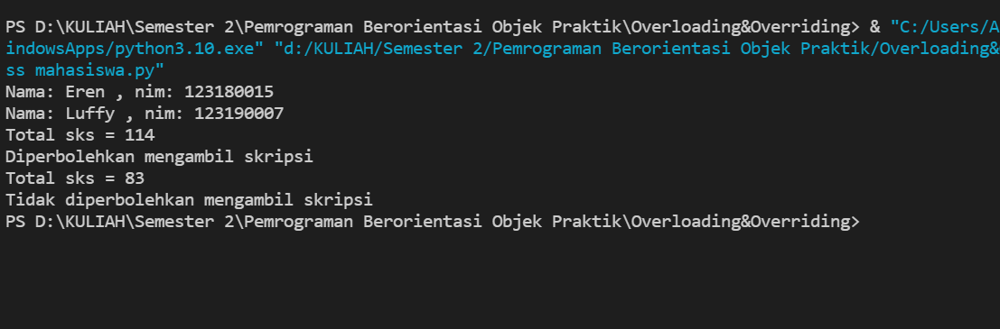 PS D:\KULIAH\Semester 2\Pemrograman Berorientasi Objek Praktik\Overloading&Overriding> & "C:/Users/A
indowsApps/python3.10.exe" "d:/KULIAH/Semester 2/Pemrograman Berorientasi Objek Praktik/Overloading&
ss mahasiswa.py"
Nama: Eren , nim: 123180015
Nama: Luffy , nim: 123190007
Total sks = 114
Diperbolehkan mengambil skripsi
Total sks = 83
Tidak diperbolehkan mengambil skripsi
PS D:\KULIAH\Semester 2\Pemrograman Berorientasi Objek Praktik\Overloading&Overriding>